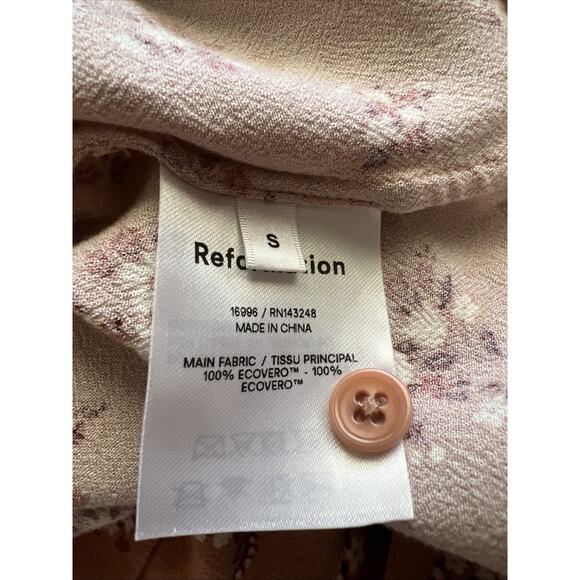 S
Reformation
16996 / RN143248
MADE IN CHINA
MAIN FABRIC / TISSU PRINCIPAL
100% ECOVERO™ - 100%
ECOVERO™